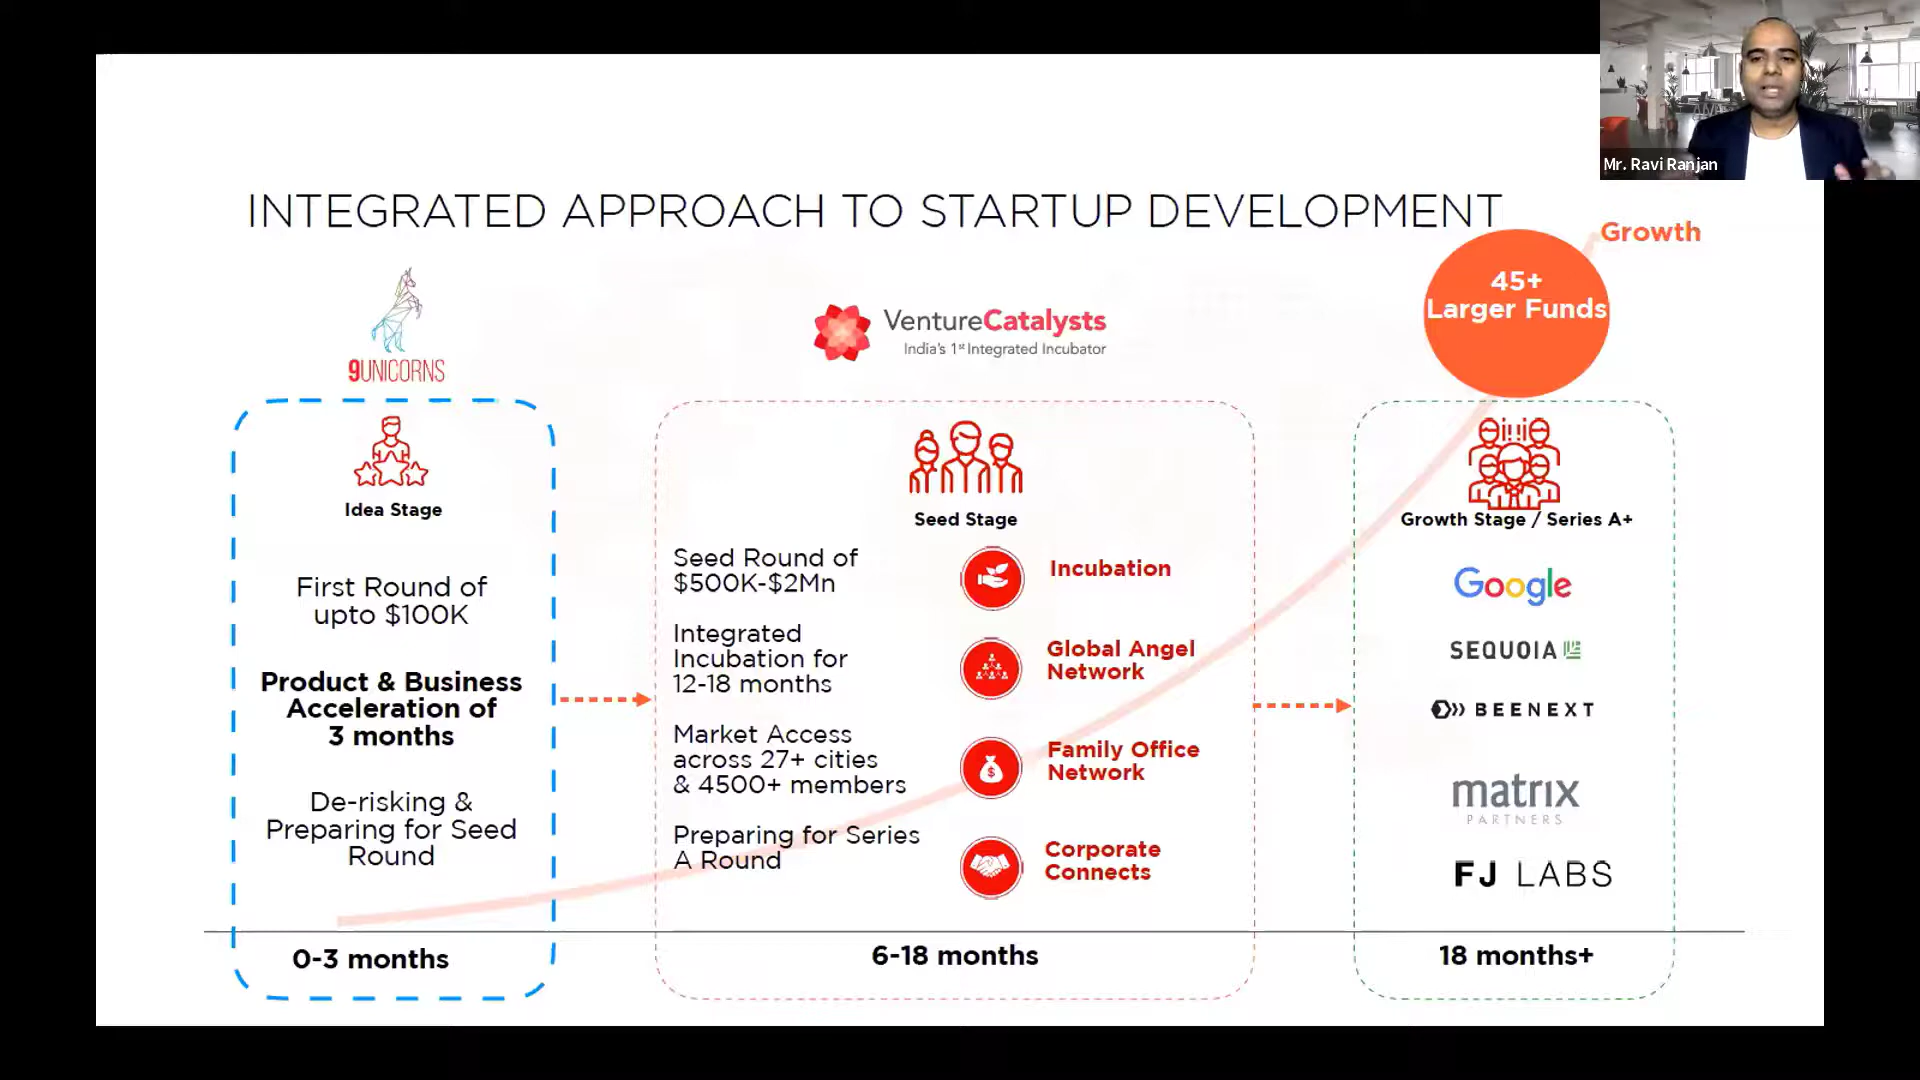 Mr. Ravi Ranjan
INTEGRATED APPROACH TO STARTUP DEVELOPMENT
Growth
45+
Larger Funds
9UNICORNS
VentureCatalysts
India's 1st Integrated Incubator
Idea Stage
First Round of
upto $100K
Product & Business
Acceleration of
3 months
De-risking &
Preparing for Seed
Round
0-3 months
Seed Stage
Seed Round of
$500K-$2Mn
Integrated
Incubation for
12-18 months
Market Access
across 27+ cities
& 4500+ members
Preparing for Series
A Round
Incubation
Global Angel
Network
Family Office
Network
Corporate
Connects
6-18 months
Growth Stage / Series A+
Google
SEQUOIA
BEENEXT
matrix
PARTNERS
FJ LABS
18 months+